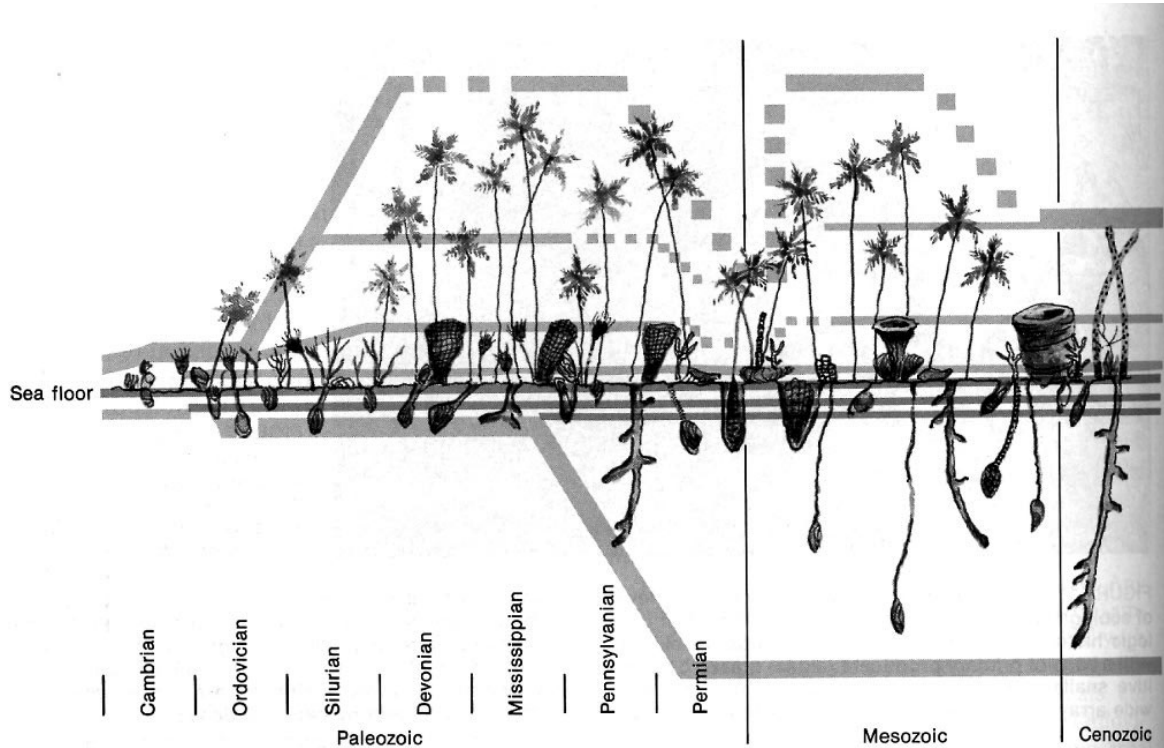 Sea floor
Cambrian
Ordovician
Silurian
Devonian
Mississippian
Pennsylvanian
Permian
Paleozoic
Mesozoic
Cenozoic